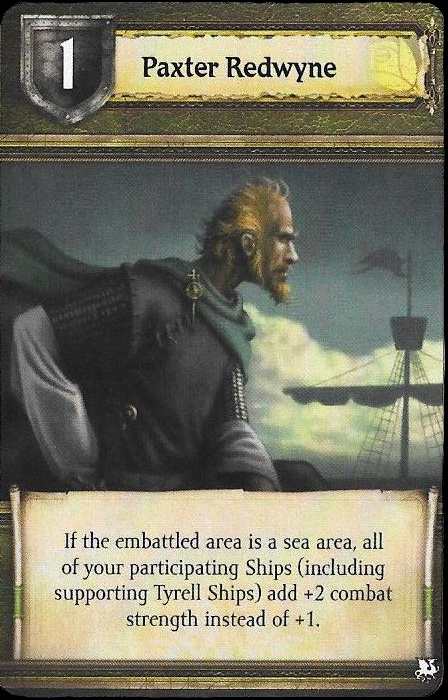 1
Paxter Redwyne
If the embattled area is a sea area, all
of your participating Ships (including
supporting Tyrell Ships) add +2 combat
strength instead of +1.